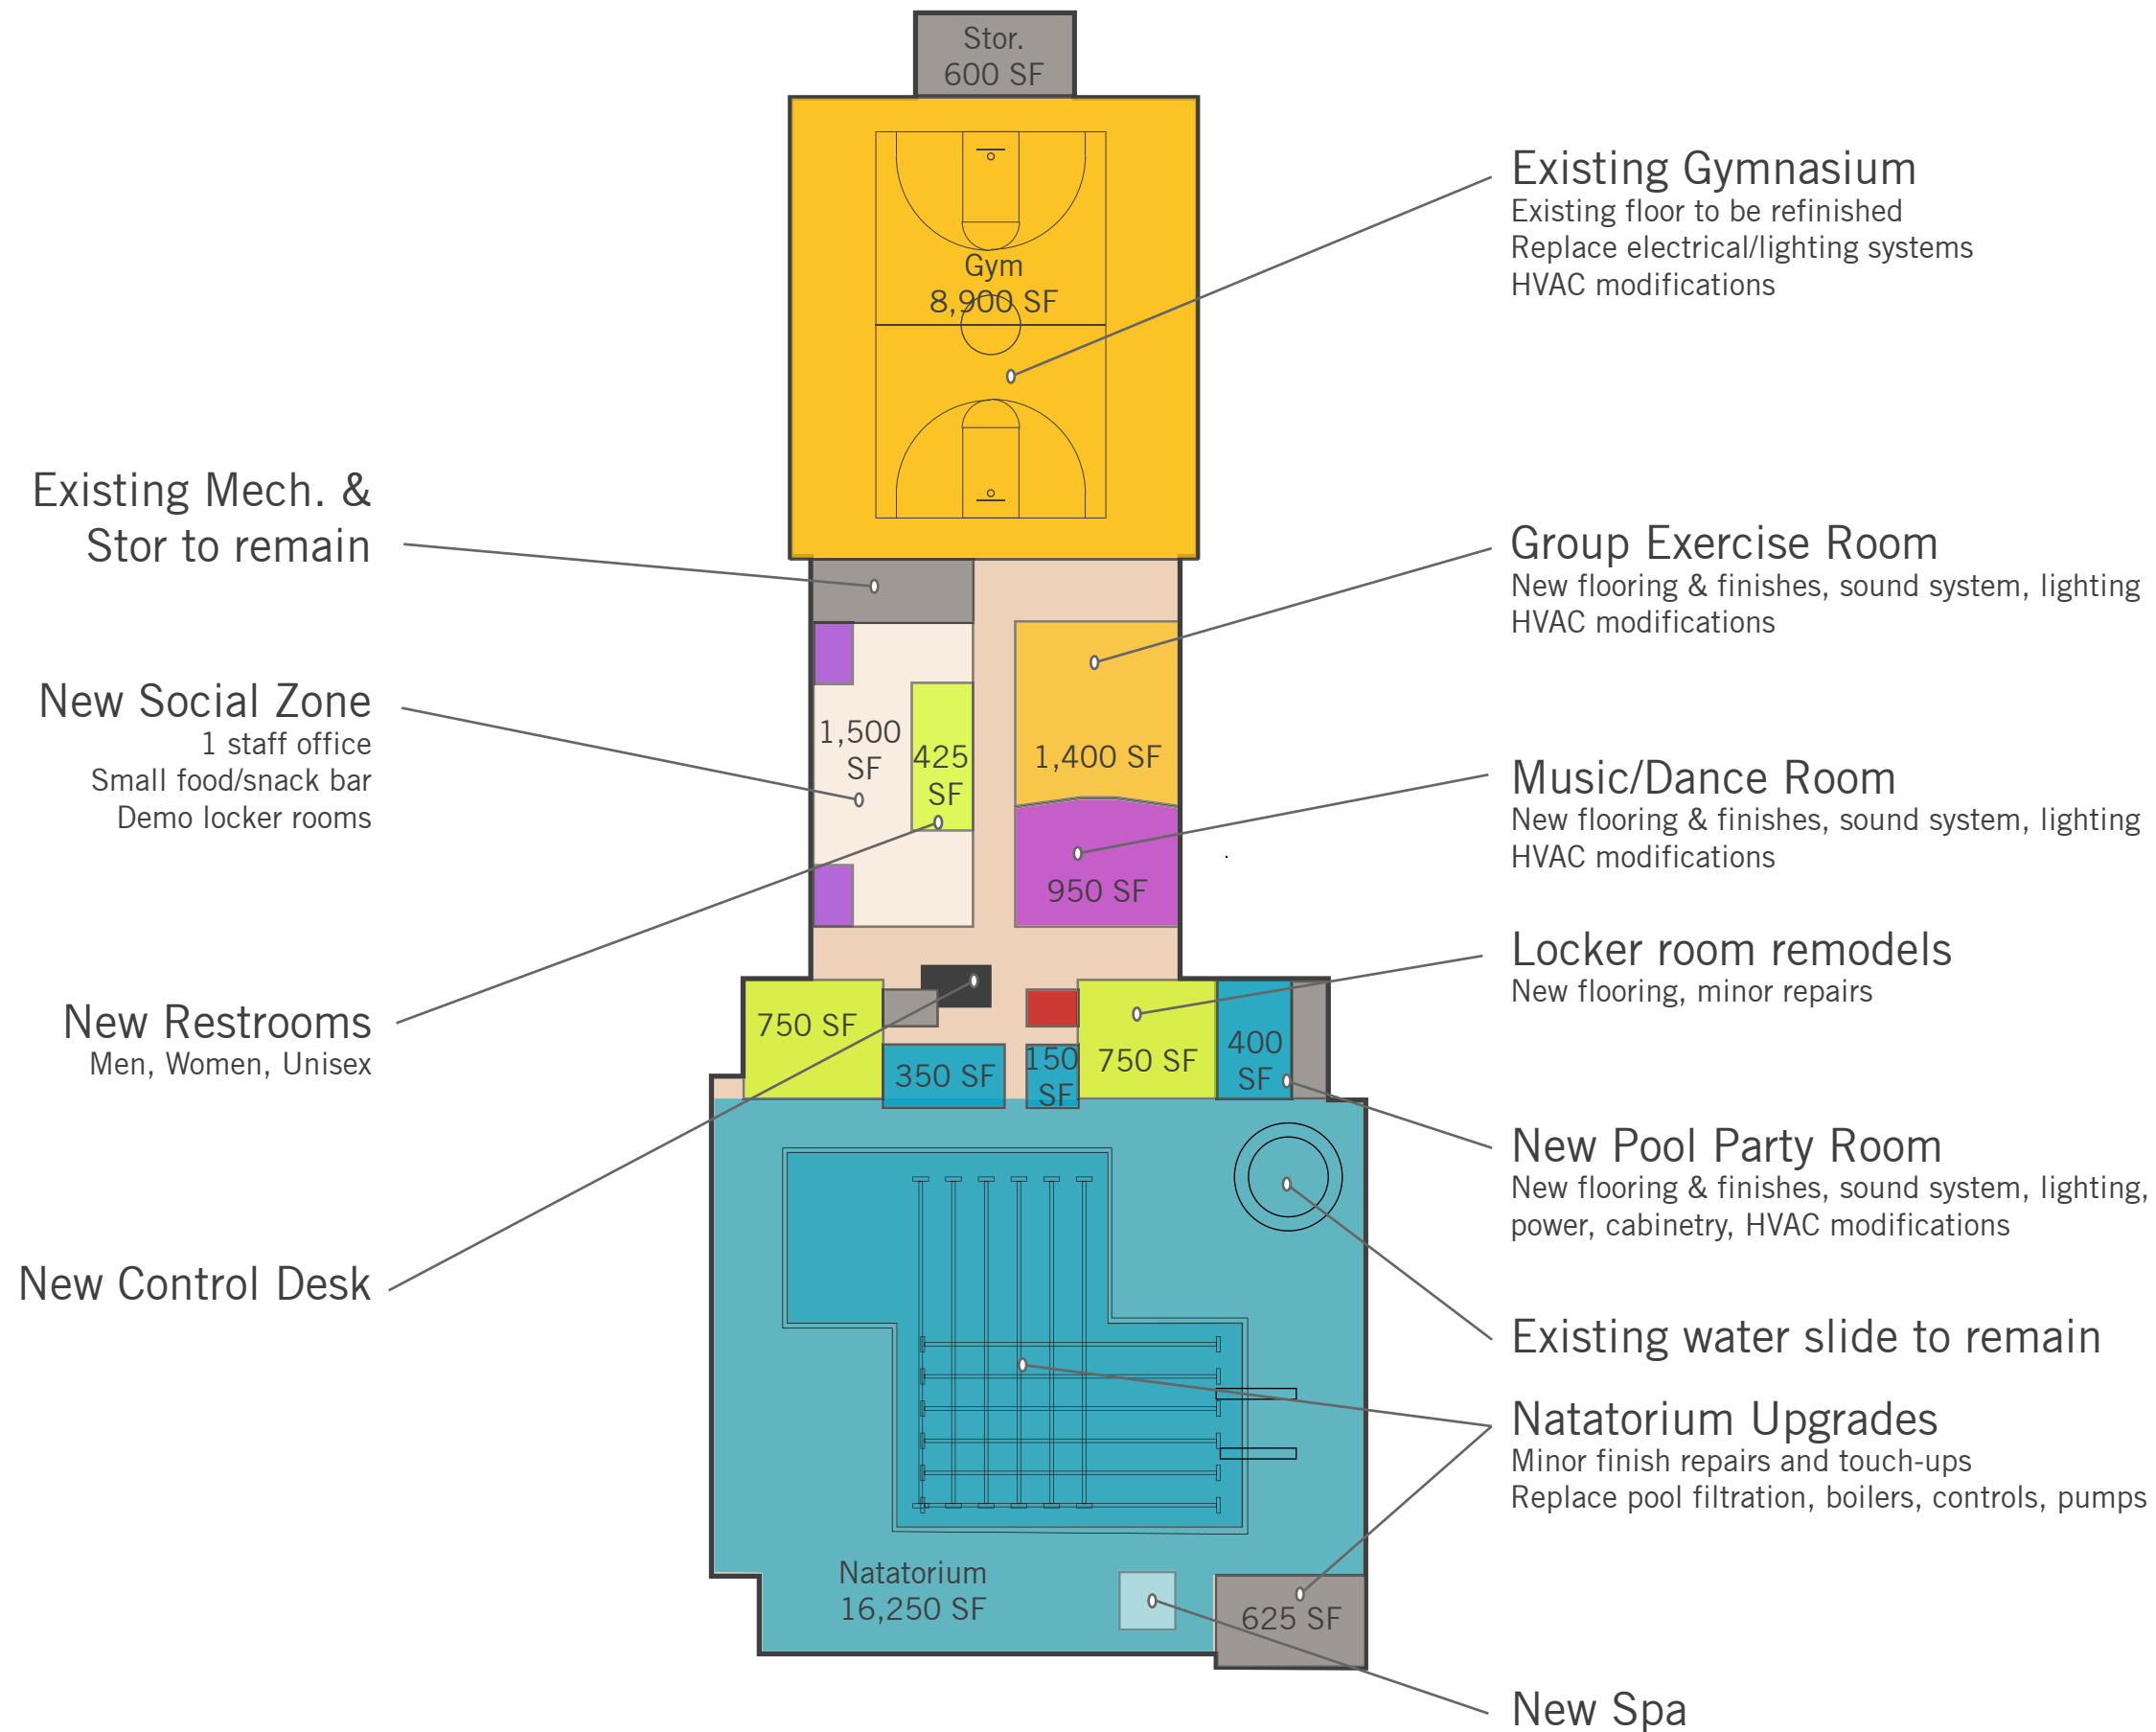 Stor.
600 SF
Gym
8,900 SF
Existing Gymnasium
Existing floor to be refinished
Replace electrical/lighting systems
HVAC modifications
Existing Mech. &
Stor to remain
Group Exercise Room
New flooring & finishes, sound system, lighting
HVAC modifications
New Social Zone
1 staff office
Small food/snack bar
Demo locker rooms
1,500
SF
425
SF
1,400 SF
Music/Dance Room
New flooring & finishes, sound system, lighting
HVAC modifications
950 SF
Locker room remodels
New flooring, minor repairs
New Restrooms
Men, Women, Unisex
750 SF
350 SF
150
SF
750 SF
400
SF
New Pool Party Room
New flooring & finishes, sound system, lighting,
power, cabinetry, HVAC modifications
New Control Desk
Existing water slide to remain
Natatorium Upgrades
Minor finish repairs and touch-ups
Replace pool filtration, boilers, controls, pumps
Natatorium
16,250 SF
625 SF
New Spa